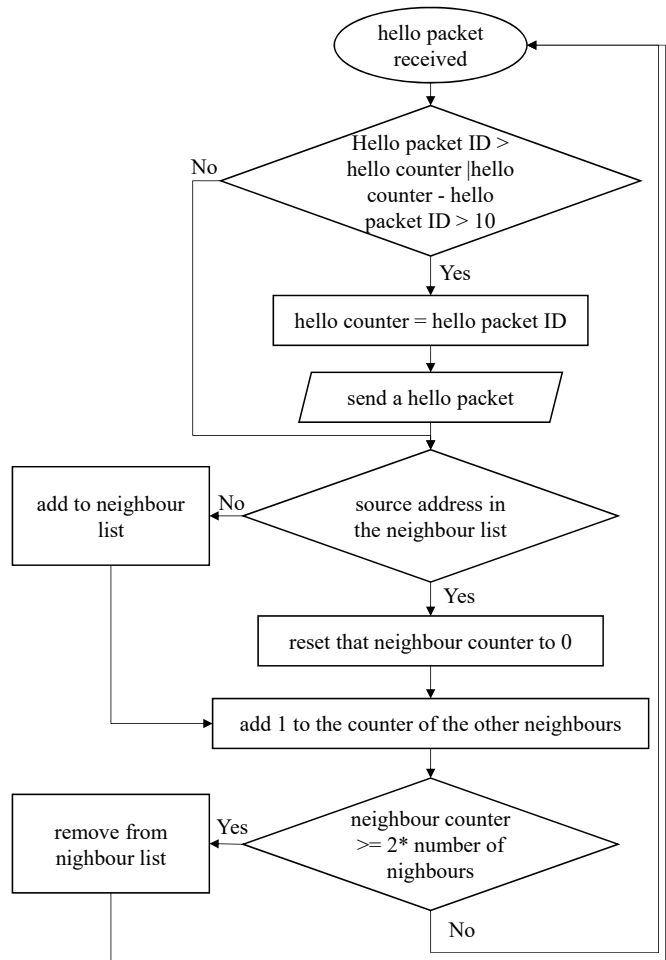 hello packet
received
Hello packet ID >
hello counter |hello
counter - hello
packet ID > 10
No
Yes
hello counter = hello packet ID
send a hello packet
source address in
the neighbour list
No
add to neighbour
list
Yes
reset that neighbour counter to 0
add 1 to the counter of the other neighbours
neighbour counter
>= 2* number of
nighbours
Yes
remove from
nighbour list
No